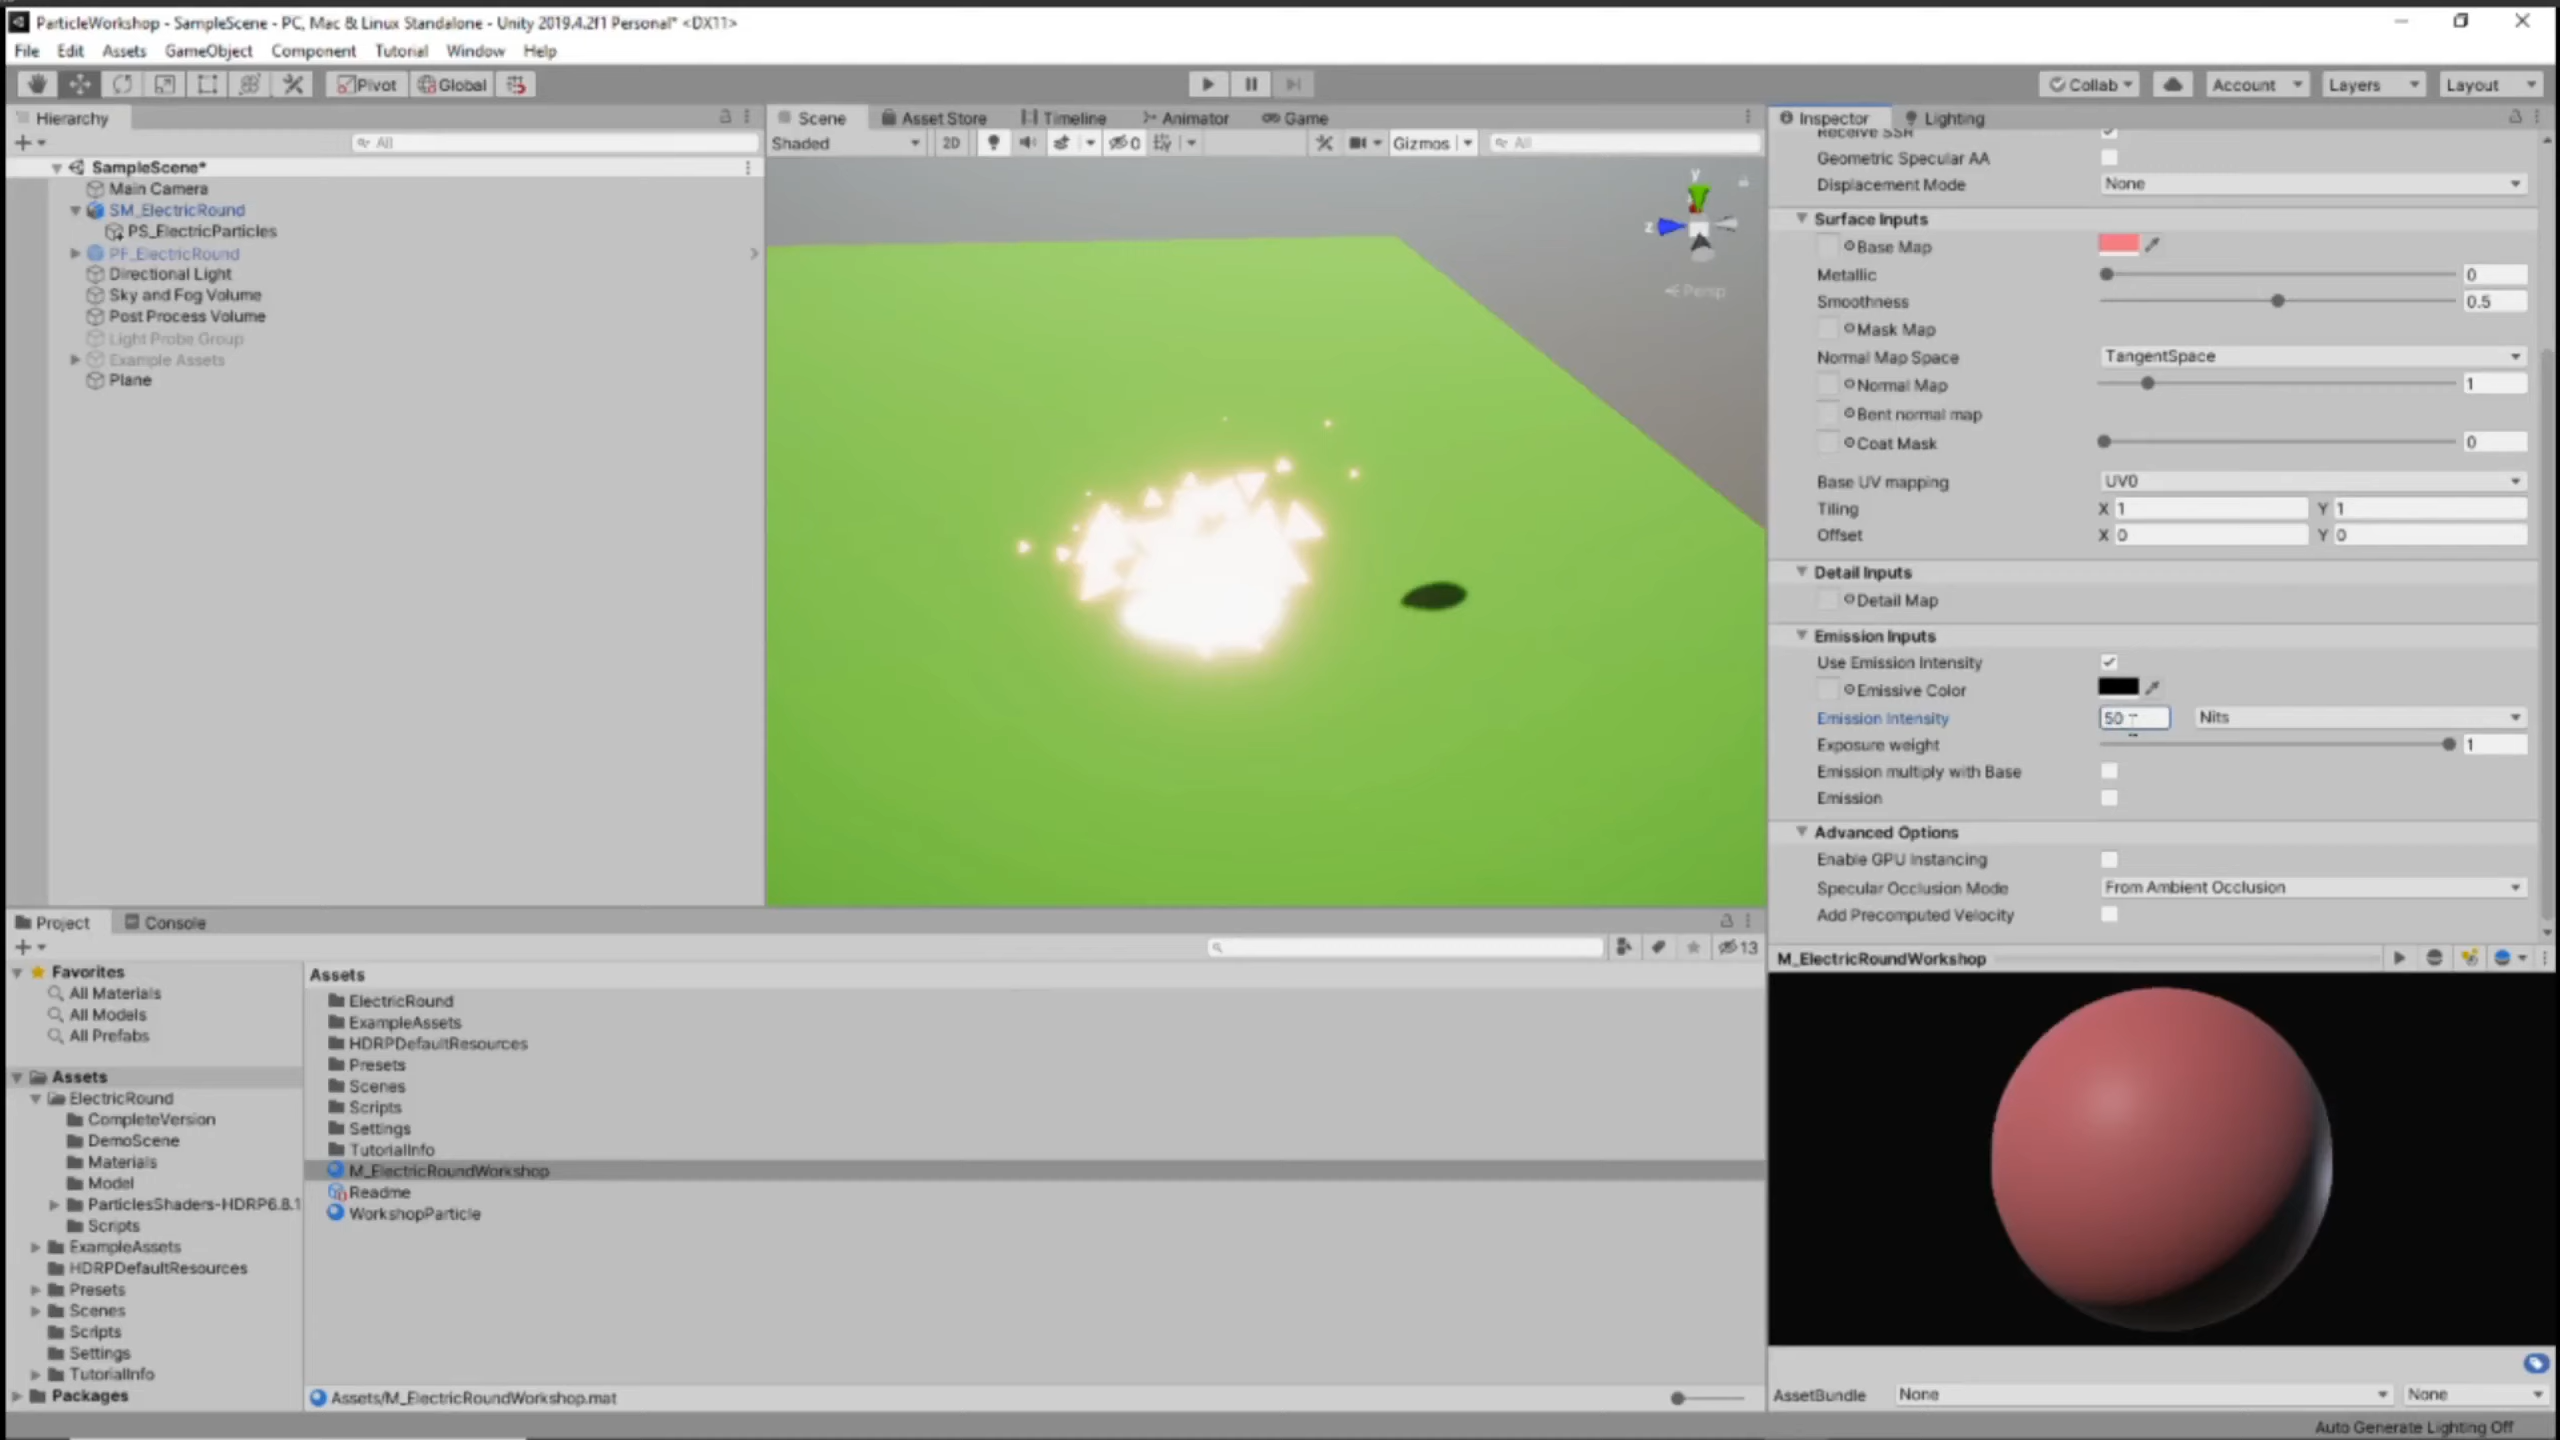 ParticleWorkshop - SampleScene - PC, Mac & Linux Standalone - Unity 2019.4.2f1 Personal* <DX11>
File Edit Assets GameObject Component Tutorial Window Help
Pivot Global Collab Account Layers Layout
Hierarchy
All
SampleScene*
Main Camera
SM_ElectricRound
PS_ElectricParticles
PF_ElectricRound
Directional Light
Sky and Fog Volume
Post Process Volume
Light Probe Group
Example Assets
Plane
Scene Asset Store Timeline Animator Game
Shaded 2D 0 Gizmos All
y
z
Persp
Inspector Lighting
Receive SSR
Geometric Specular AA
Displacement Mode None
Surface Inputs
Base Map
Metallic 0
Smoothness 0.5
Mask Map
Normal Map Space TangentSpace
Normal Map 1
Bent normal map
Coat Mask 0
Base UV mapping UV0
Tiling X 1 Y 1
Offset X 0 Y 0
Detail Inputs
Detail Map
Emission Inputs
Use Emission Intensity
Emissive Color
Emission Intensity 50 Nits
Exposure weight 1
Emission multiply with Base
Emission
Advanced Options
Enable GPU Instancing
Specular Occlusion Mode From Ambient Occlusion
Add Precomputed Velocity
M_ElectricRoundWorkshop
AssetBundle None None
Auto Generate Lighting Off
Project Console
13
Favorites
All Materials
All Models
All Prefabs
Assets
ElectricRound
CompleteVersion
DemoScene
Materials
Model
ParticlesShaders-HDRP6.8.1
Scripts
ExampleAssets
HDRPDefaultResources
Presets
Scenes
Scripts
Settings
TutorialInfo
Packages
Assets
ElectricRound
ExampleAssets
HDRPDefaultResources
Presets
Scenes
Scripts
Settings
TutorialInfo
M_ElectricRoundWorkshop
Readme
WorkshopParticle
Assets/M_ElectricRoundWorkshop.mat